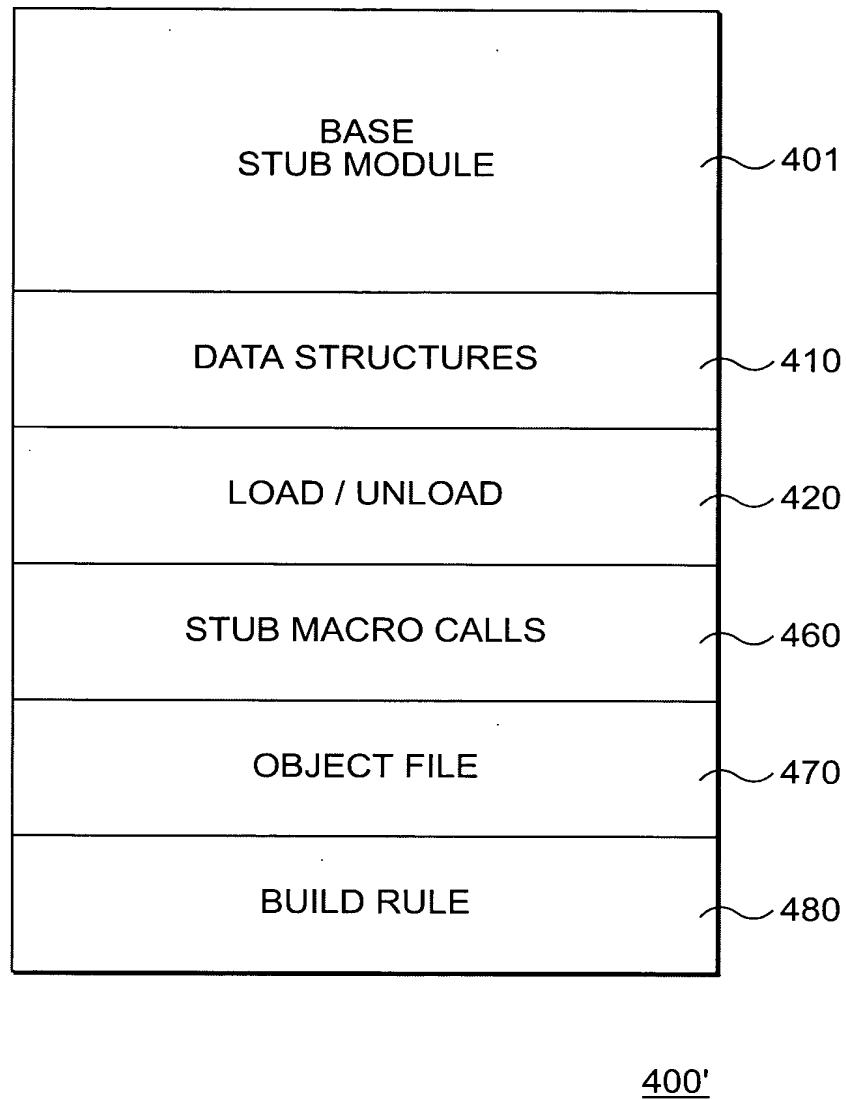 BASE
STUB MODULE
401
DATA STRUCTURES
410
LOAD / UNLOAD
420
STUB MACRO CALLS
460
OBJECT FILE
470
BUILD RULE
480
400'